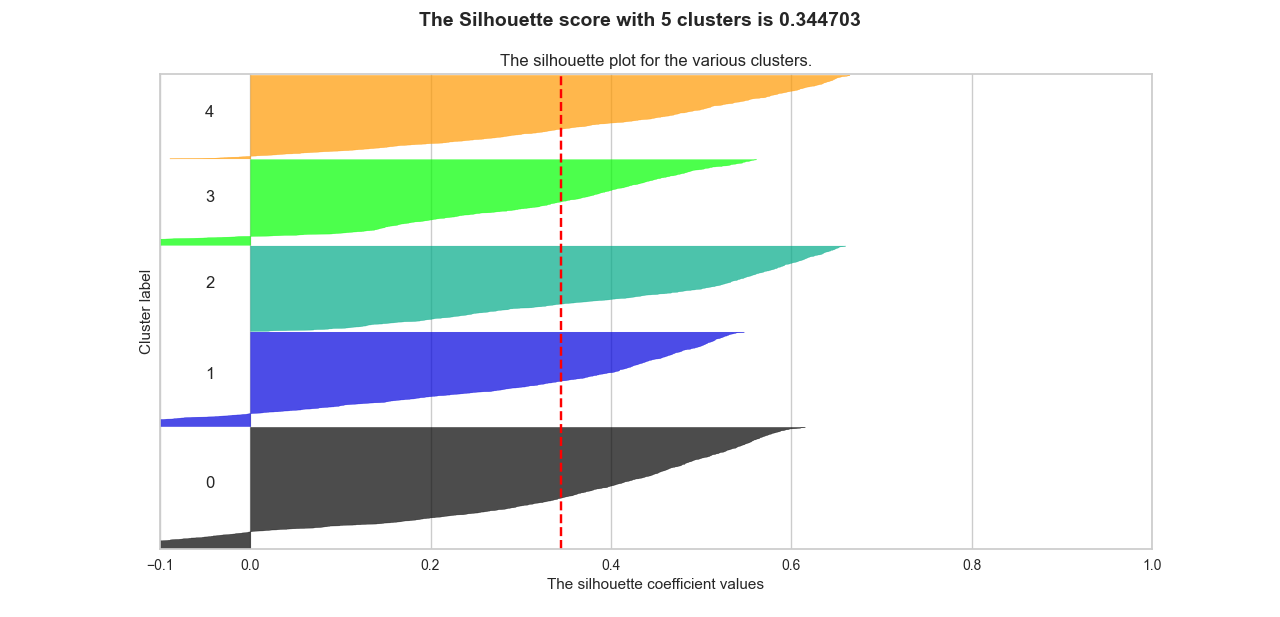 The Silhouette score with 5 clusters is 0.344703
The silhouette plot for the various clusters.
4
3
2
1
0
Cluster label
−0.1 0.0 0.2 0.4 0.6 0.8 1.0
The silhouette coefficient values